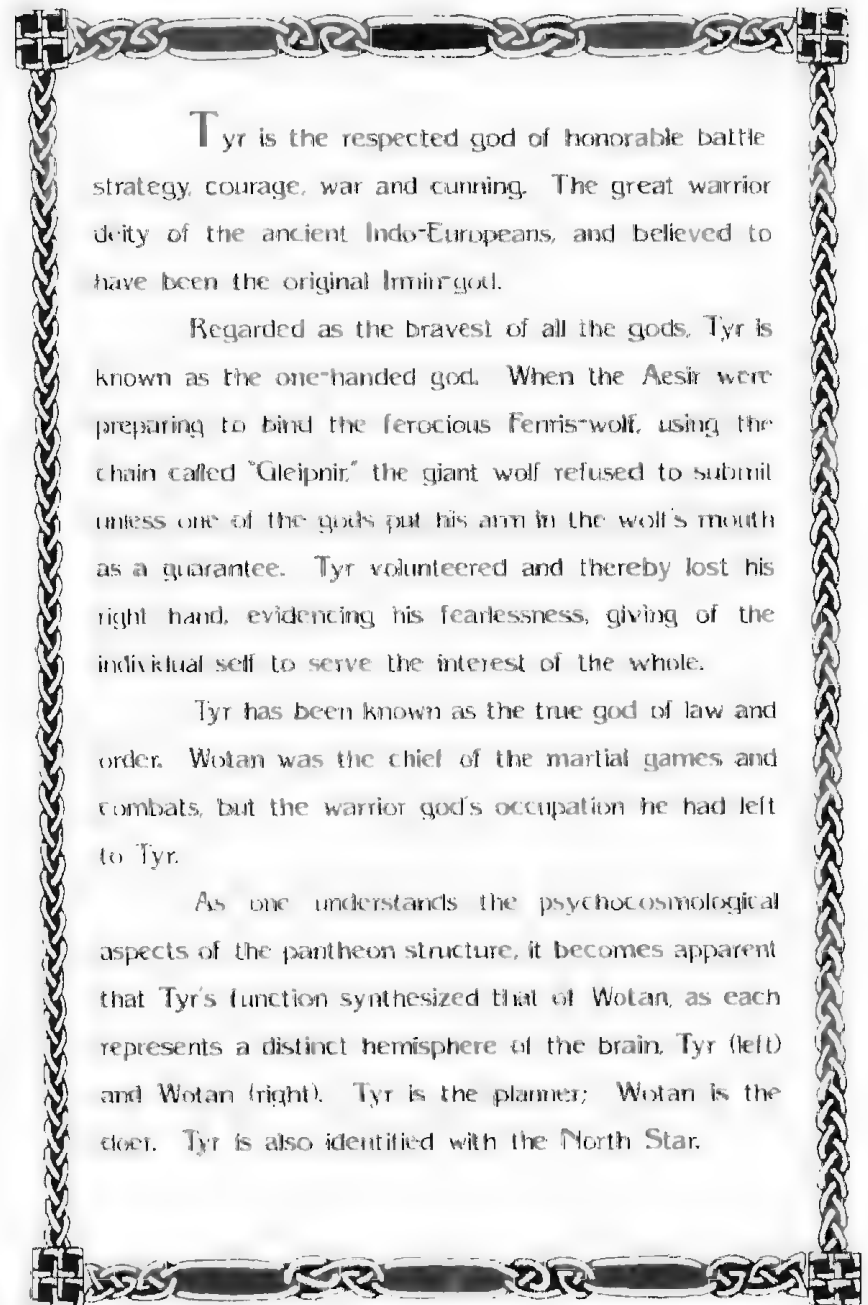 Tyr is the respected god of honorable battle
strategy, courage, war and cunning. The great warrior
deity of the ancient Indo-Europeans, and believed to
have been the original Irmin-god.
Regarded as the bravest of all the gods, Tyr is
known as the one-handed god. When the Aesir were
preparing to bind the ferocious Fenris-wolf, using the
chain called "Gleipnir," the giant wolf refused to submit
unless one of the gods put his arm in the wolf's mouth
as a guarantee. Tyr volunteered and thereby lost his
right hand, evidencing his fearlessness, giving of the
individual self to serve the interest of the whole.
Tyr has been known as the true god of law and
order. Wotan was the chief of the martial games and
combats, but the warrior god's occupation he had left
to Tyr.
As one understands the psychocosmological
aspects of the pantheon structure, it becomes apparent
that Tyr's function synthesized that of Wotan, as each
represents a distinct hemisphere of the brain, Tyr (left)
and Wotan (right). Tyr is the planner; Wotan is the
doer. Tyr is also identified with the North Star.